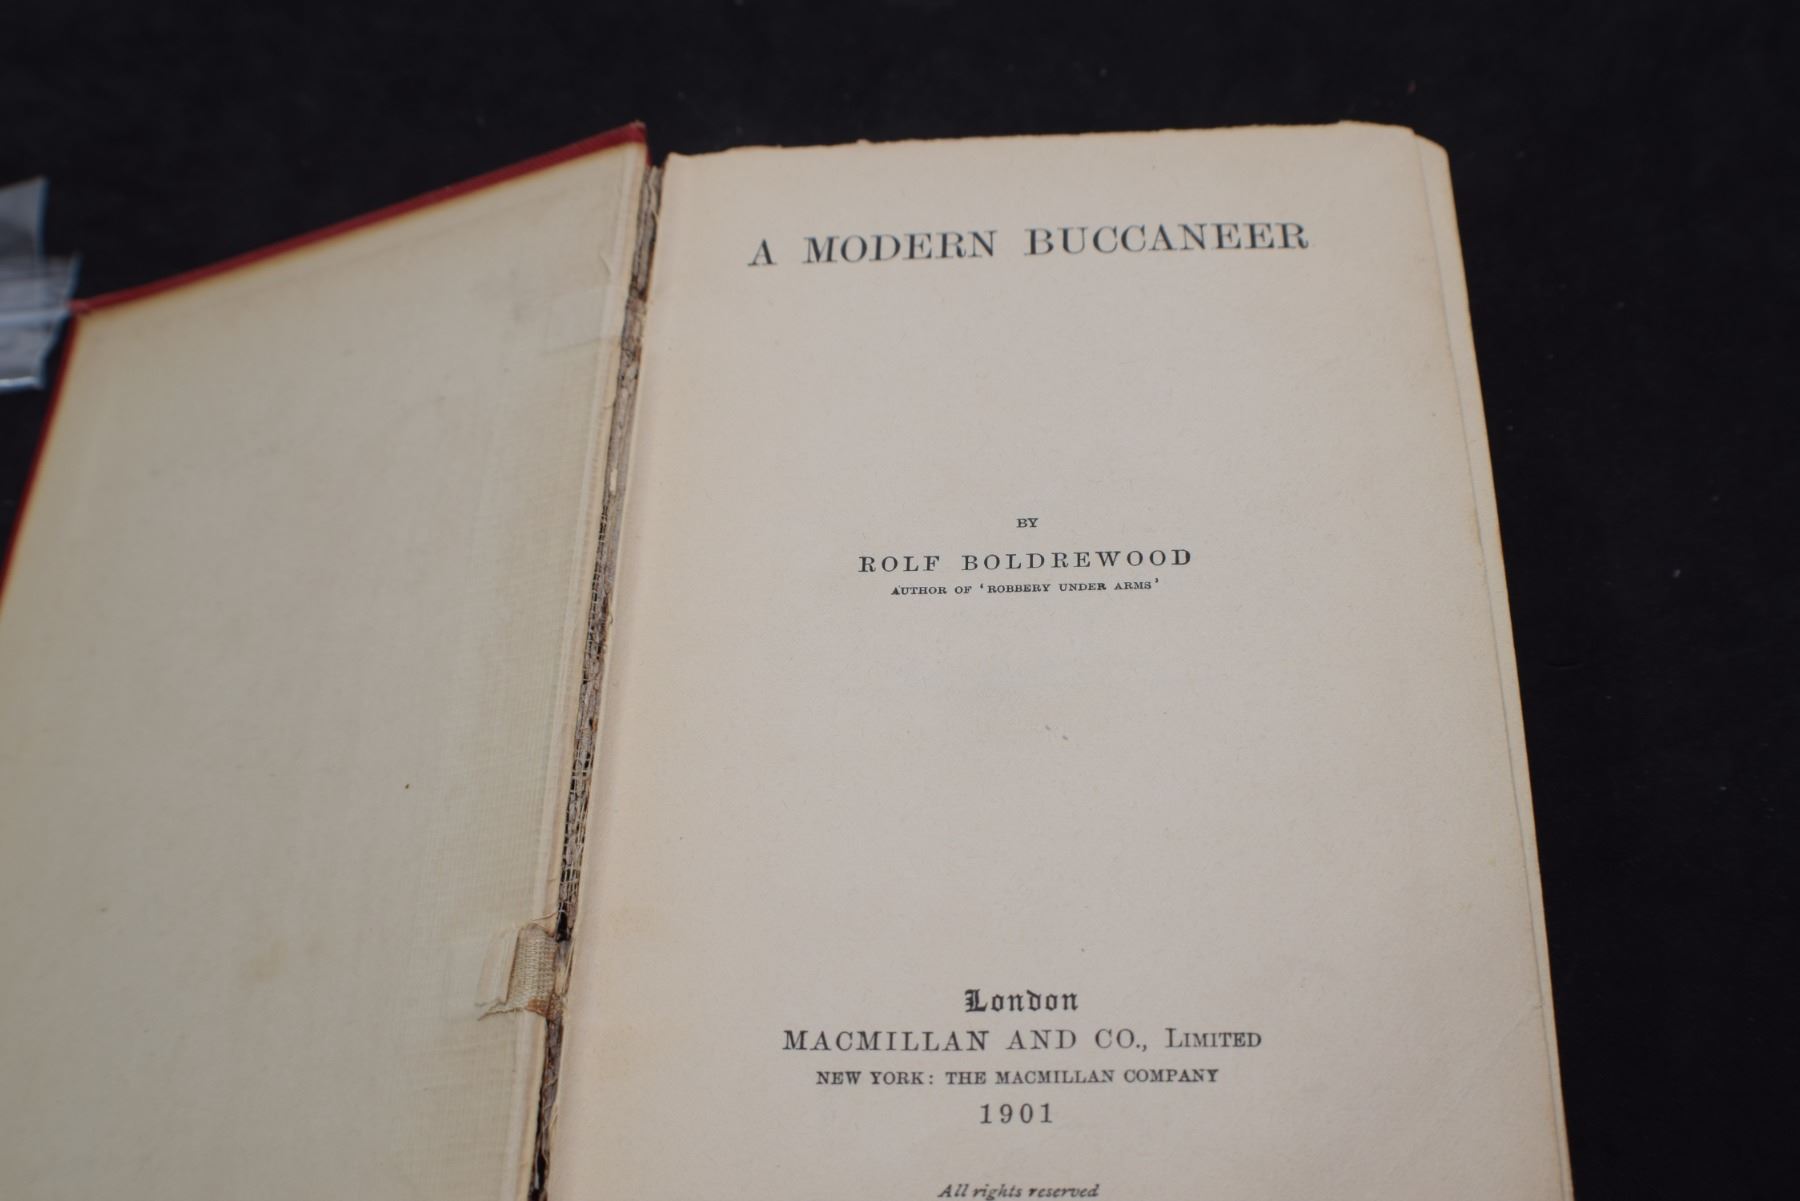 A MODERN BUCCANEER
BY
ROLF BOLDREWOOD
AUTHOR OF ‘ROBBERY UNDER ARMS’
London
MACMILLAN AND CO., LIMITED
NEW YORK: THE MACMILLAN COMPANY
1901
All rights reserved